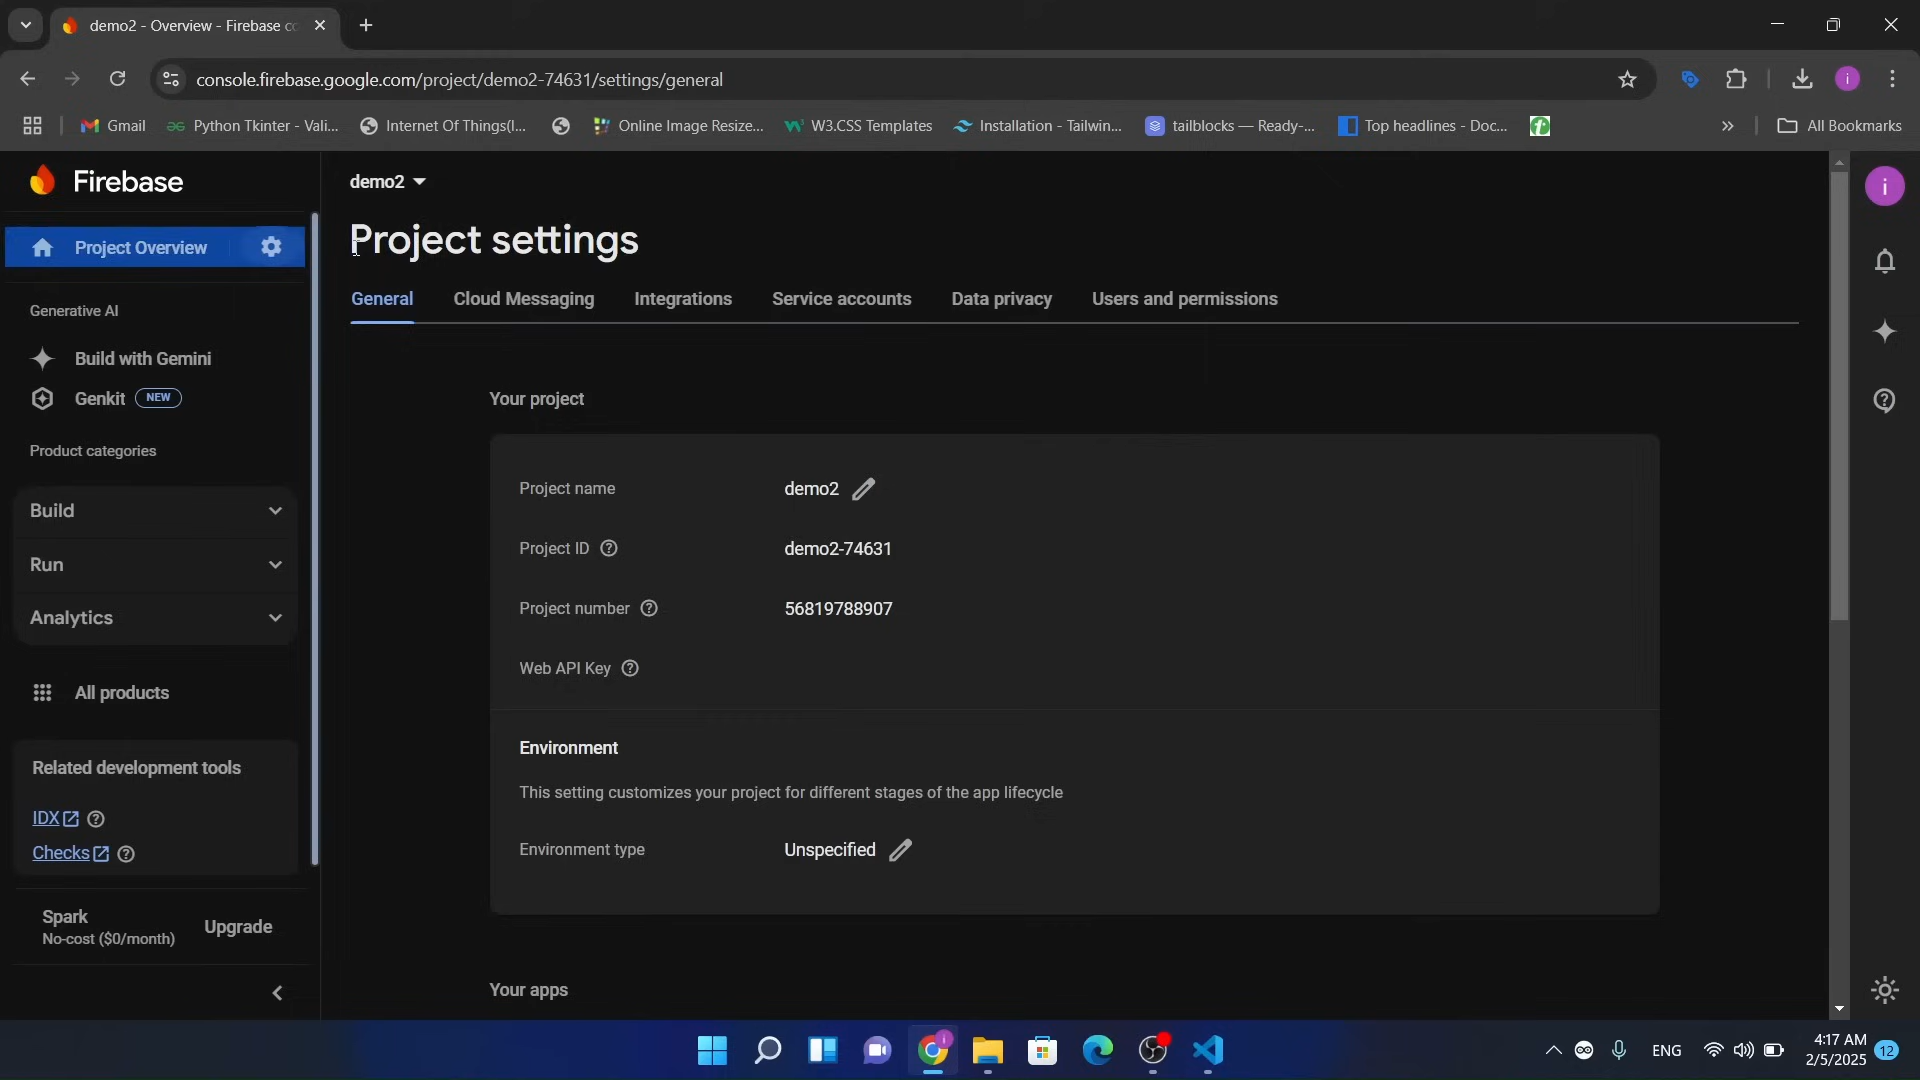 demo2 - Overview - Firebase co
console.firebase.google.com/project/demo2-74631/settings/general
i
Gmail
Python Tkinter - Vali...
Internet Of Things(I...
Online Image Resize...
W3.CSS Templates
Installation - Tailwin...
tailblocks — Ready-...
Top headlines - Doc...
All Bookmarks
Firebase
demo2
i
Project Overview
Project settings
General
Cloud Messaging
Integrations
Service accounts
Data privacy
Users and permissions
Generative AI
Build with Gemini
Genkit
NEW
Product categories
Build
Run
Analytics
All products
Related development tools
IDX
Checks
Spark
No-cost ($0/month)
Upgrade
Your project
Project name
demo2
Project ID
demo2-74631
Project number
56819788907
Web API Key
Environment
This setting customizes your project for different stages of the app lifecycle
Environment type
Unspecified
Your apps
i
ENG
4:17 AM
2/5/2025
12